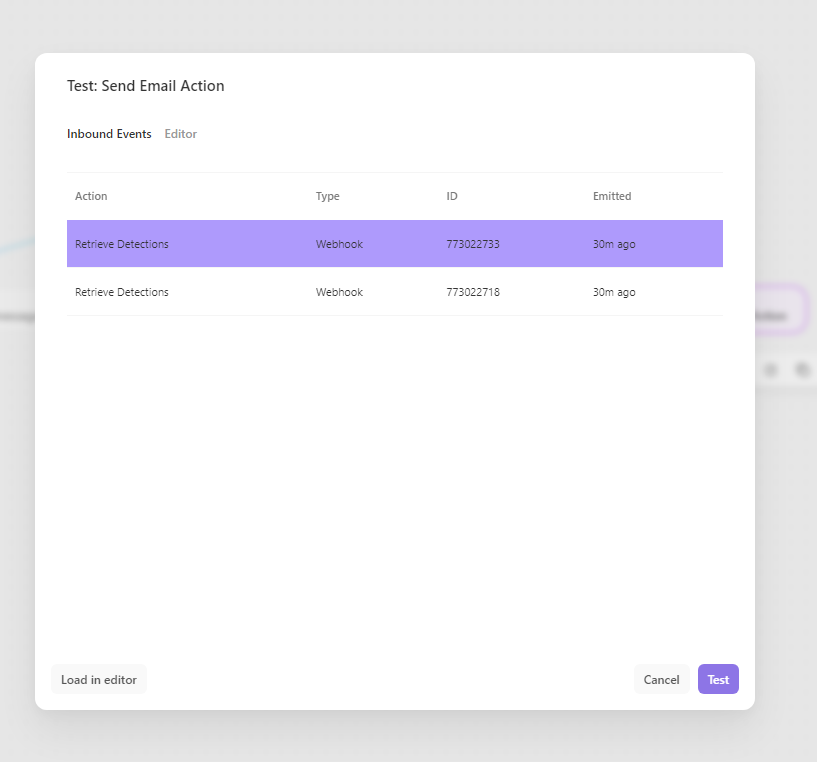 Test: Send Email Action
Inbound Events Editor
Action Type ID Emitted
Retrieve Detections Webhook 773022733 30m ago
Retrieve Detections Webhook 773022718 30m ago
Load in editor Cancel Test